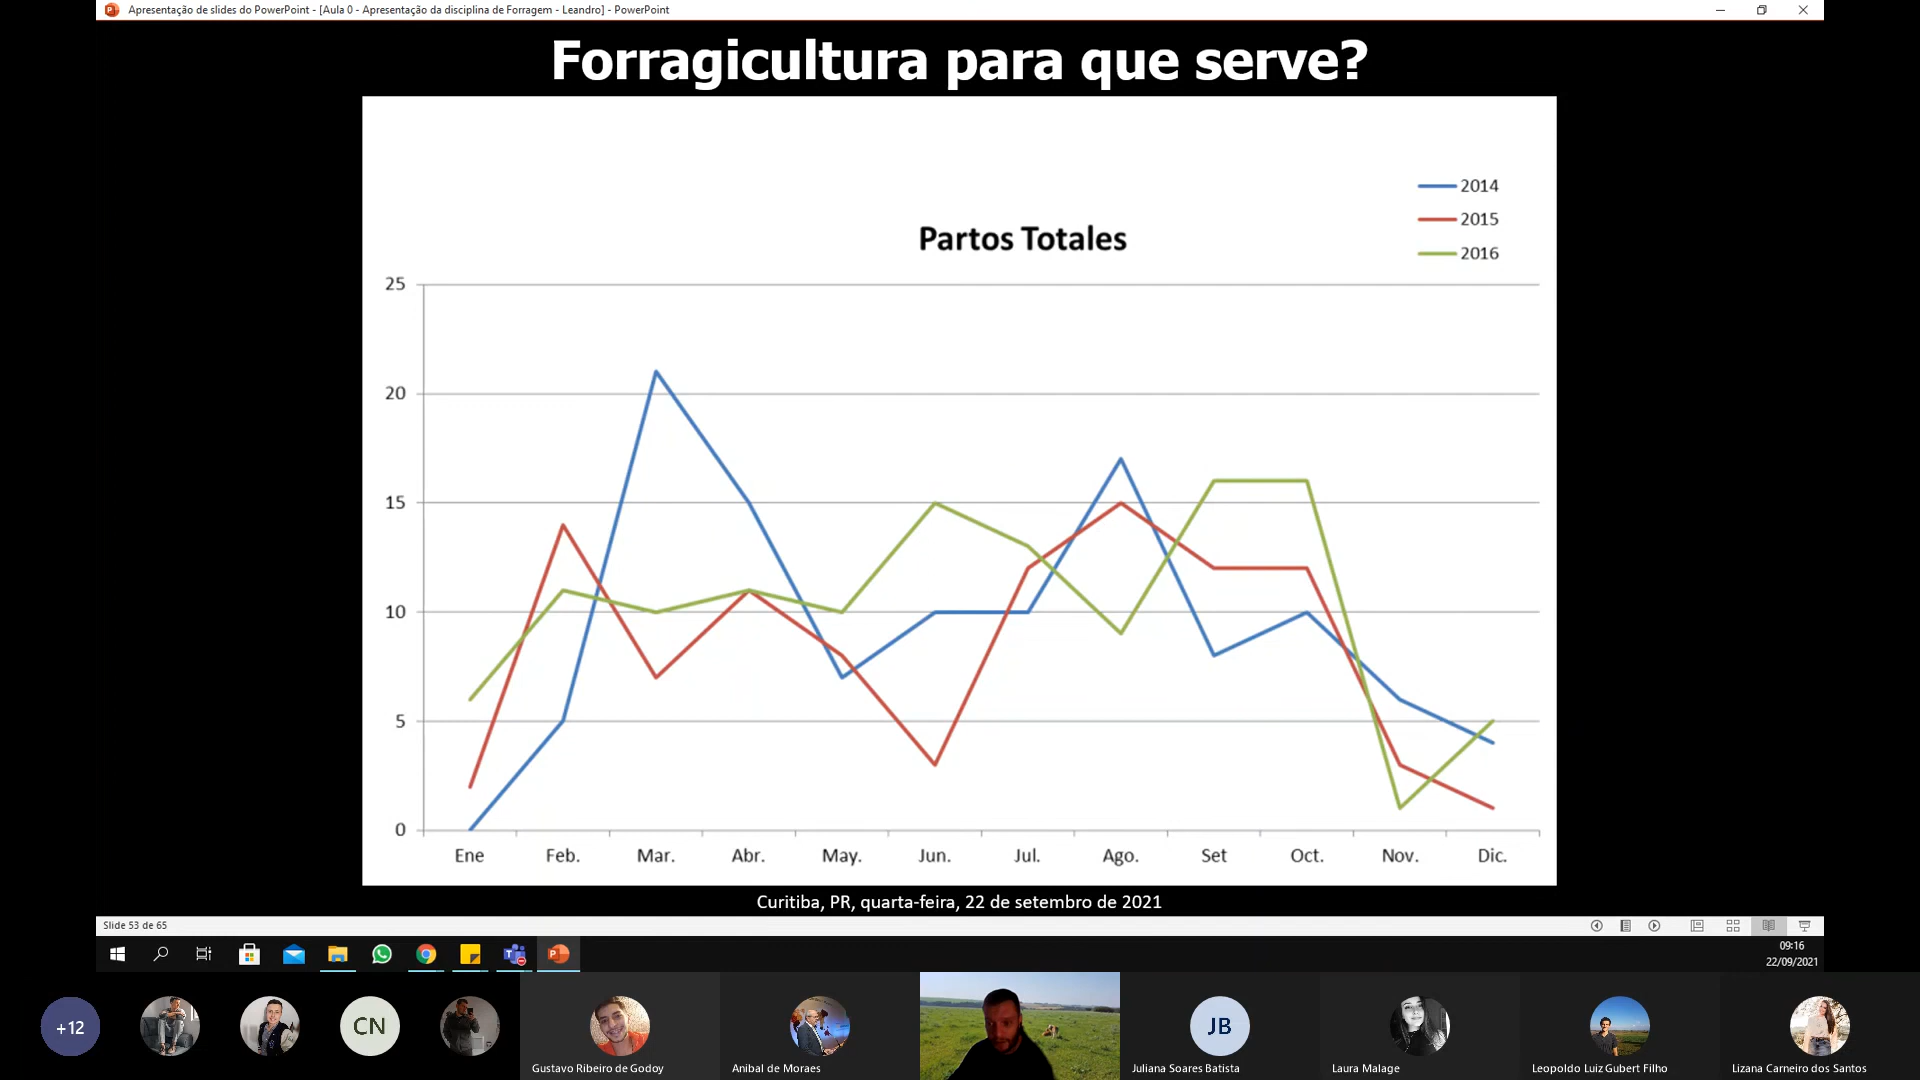 Apresentação de slides do PowerPoint - [Aula 0 - Apresentação da disciplina de Forragem - Leandro] - PowerPoint
Forragicultura para que serve?
2014
2015
2016
Partos Totales
25
20
15
10
5
0
Ene Feb. Mar. Abr. May. Jun. Jul. Ago. Set Oct. Nov. Dic.
Curitiba, PR, quarta-feira, 22 de setembro de 2021
Slide 53 de 65
09:16
22/09/2021
+12
CN
JB
Gustavo Ribeiro de Godoy
Anibal de Moraes
Juliana Soares Batista
Laura Malage
Leopoldo Luiz Gubert Filho
Lizana Carneiro dos Santos